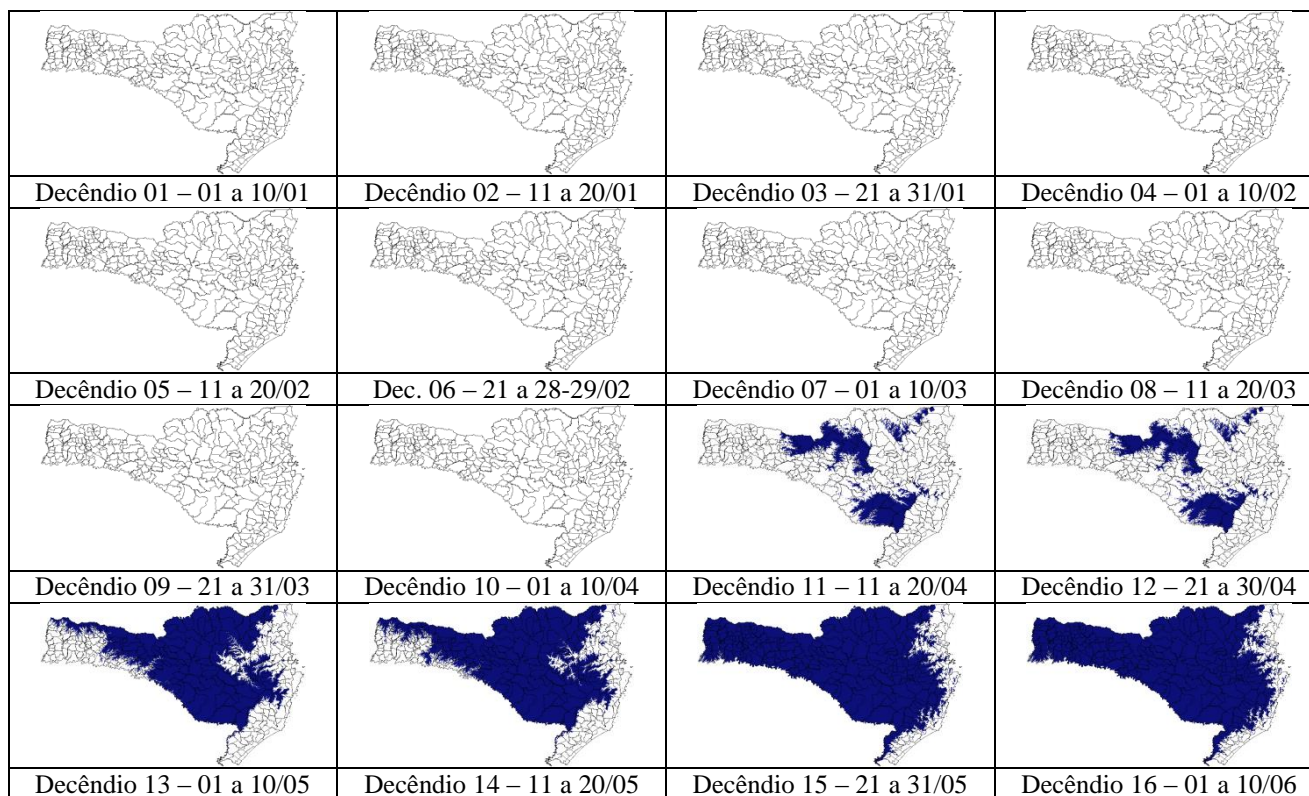 Decêndio 01 – 01 a 10/01
Decêndio 02 – 11 a 20/01
Decêndio 03 – 21 a 31/01
Decêndio 04 – 01 a 10/02
Decêndio 05 – 11 a 20/02
Dec. 06 – 21 a 28-29/02
Decêndio 07 – 01 a 10/03
Decêndio 08 – 11 a 20/03
Decêndio 09 – 21 a 31/03
Decêndio 10 – 01 a 10/04
Decêndio 11 – 11 a 20/04
Decêndio 12 – 21 a 30/04
Decêndio 13 – 01 a 10/05
Decêndio 14 – 11 a 20/05
Decêndio 15 – 21 a 31/05
Decêndio 16 – 01 a 10/06